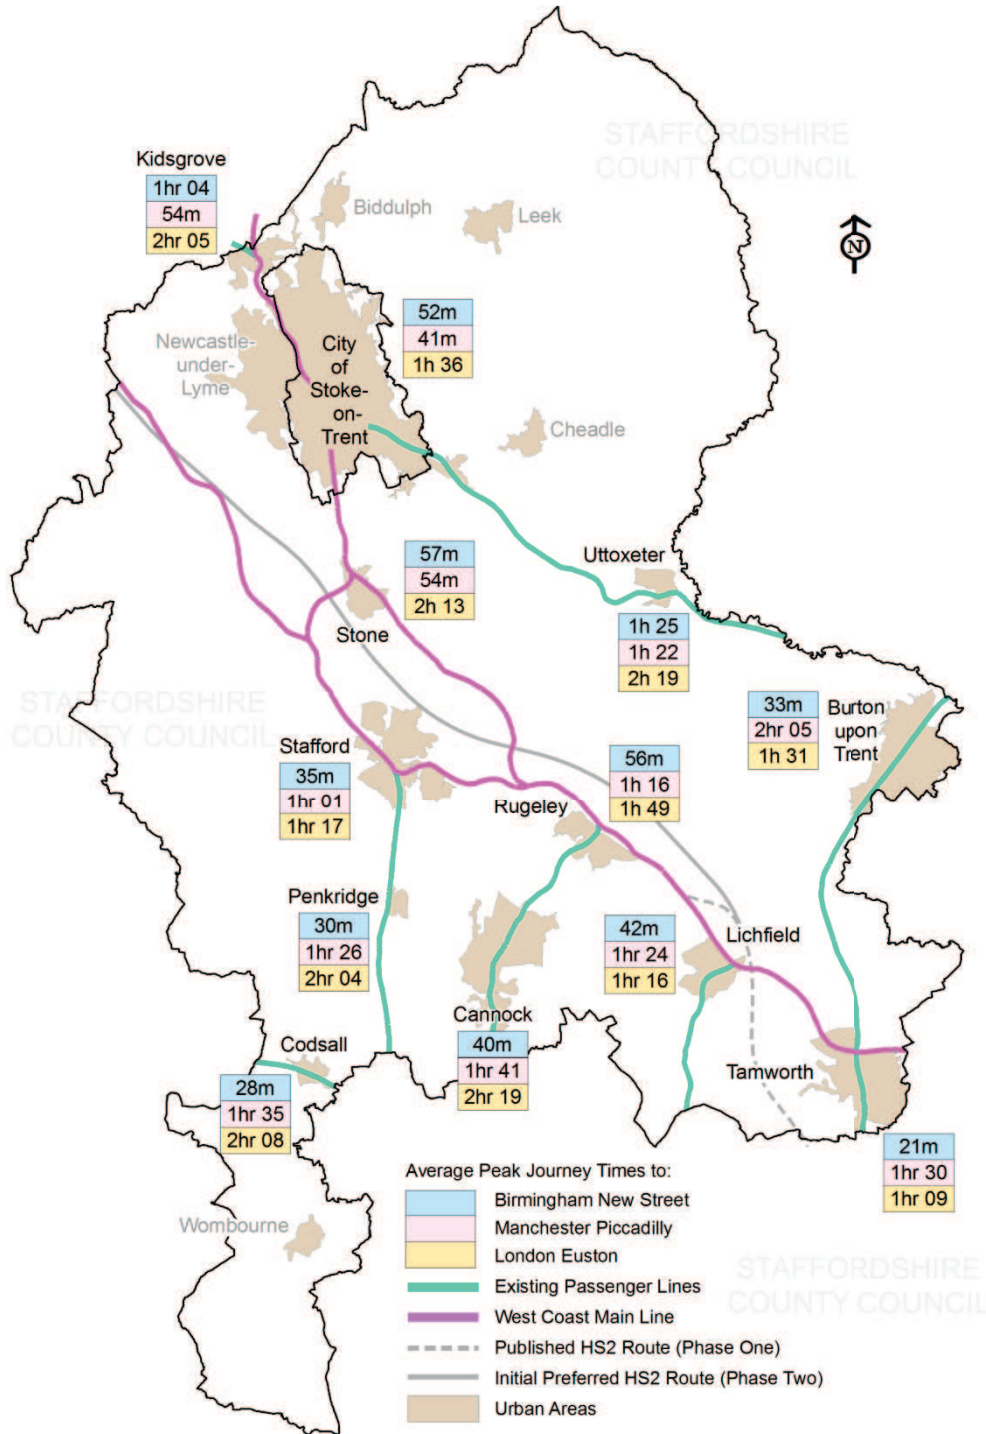 STAFFORDSHIRE
COUNTY COUNCIL
Kidsgrove
1hr 04
54m
2hr 05
Biddulph
Leek
N
52m
41m
1h 36
Newcastle-
under-
Lyme
City
of
Stoke-
on-
Trent
Cheadle
57m
54m
2h 13
Stone
Uttoxeter
1h 25
1h 22
2h 19
STAFFORDSHIRE
COUNTY COUNCIL
33m
2hr 05
1h 31
Burton
upon
Trent
Stafford
35m
1hr 01
1hr 17
56m
1h 16
1h 49
Rugeley
Penkridge
30m
1hr 26
2hr 04
42m
1hr 24
1hr 16
Lichfield
Cannock
40m
1hr 41
2hr 19
Codsall
28m
1hr 35
2hr 08
Tamworth
21m
1hr 30
1hr 09
Wombourne
Average Peak Journey Times to:
Birmingham New Street
Manchester Piccadilly
London Euston
Existing Passenger Lines
West Coast Main Line
Published HS2 Route (Phase One)
Initial Preferred HS2 Route (Phase Two)
Urban Areas
STAFFORDSHIRE
COUNTY COUNCIL